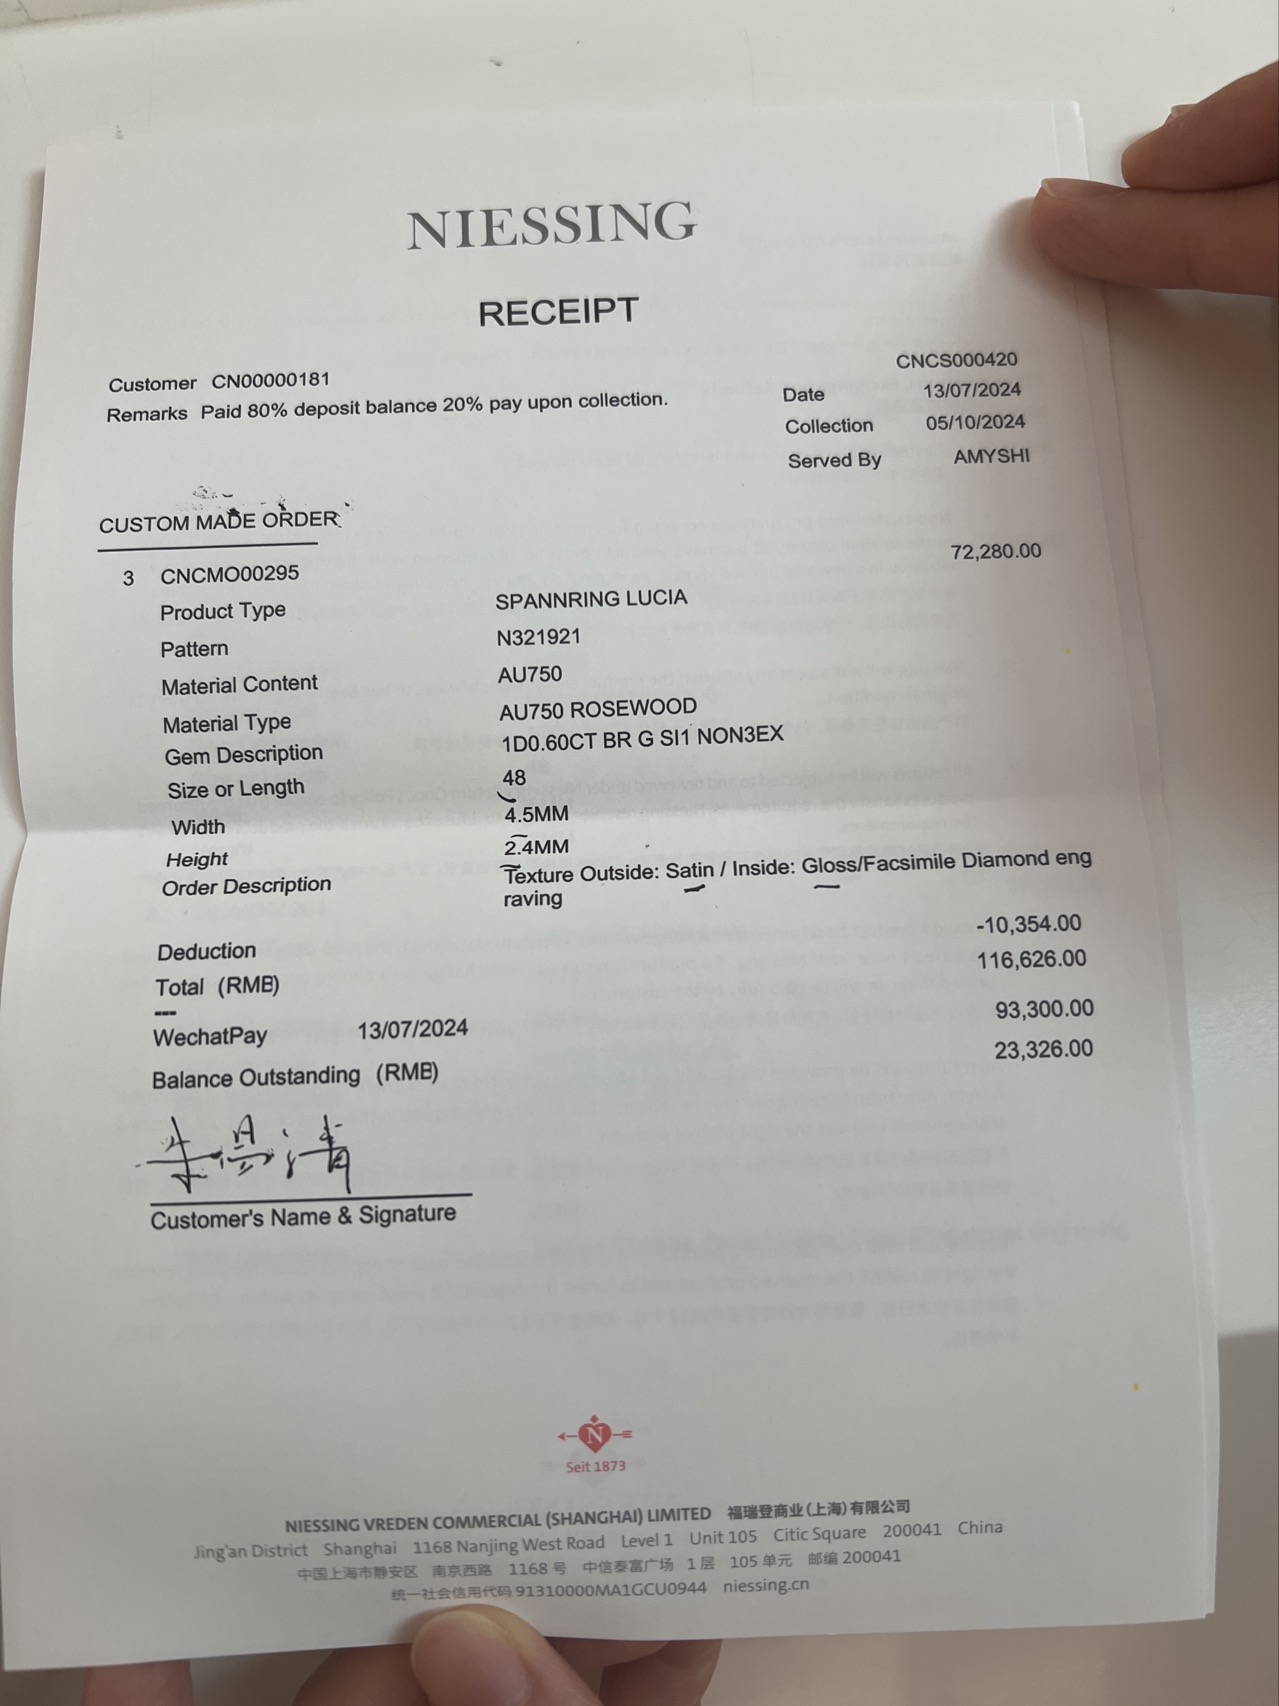 NIESSING
RECEIPT
Customer CN00000181
Remarks Paid 80% deposit balance 20% pay upon collection.
CNCS000420
Date 13/07/2024
Collection 05/10/2024
Served By AMYSHI
CUSTOM MADE ORDER
3 CNCMO00295 72,280.00
Product Type SPANNRING LUCIA
Pattern N321921
Material Content AU750
Material Type AU750 ROSEWOOD
Gem Description 1D0.60CT BR G SI1 NON3EX
Size or Length 48
Width 4.5MM
Height 2.4MM
Order Description Texture Outside: Satin / Inside: Gloss/Facsimile Diamond eng
raving
Deduction -10,354.00
Total (RMB) 116,626.00
---
WechatPay 13/07/2024 93,300.00
Balance Outstanding (RMB) 23,326.00
Customer's Name & Signature
N
Seit 1873
NIESSING VREDEN COMMERCIAL (SHANGHAI) LIMITED 福瑞登商业(上海)有限公司
Jing'an District Shanghai 1168 Nanjing West Road Level 1 Unit 105 Citic Square 200041 China
中国上海市静安区 南京西路 1168 号 中信泰富广场 1 层 105 单元 邮编 200041
统一社会信用代码 91310000MA1GCU0944 niessing.cn